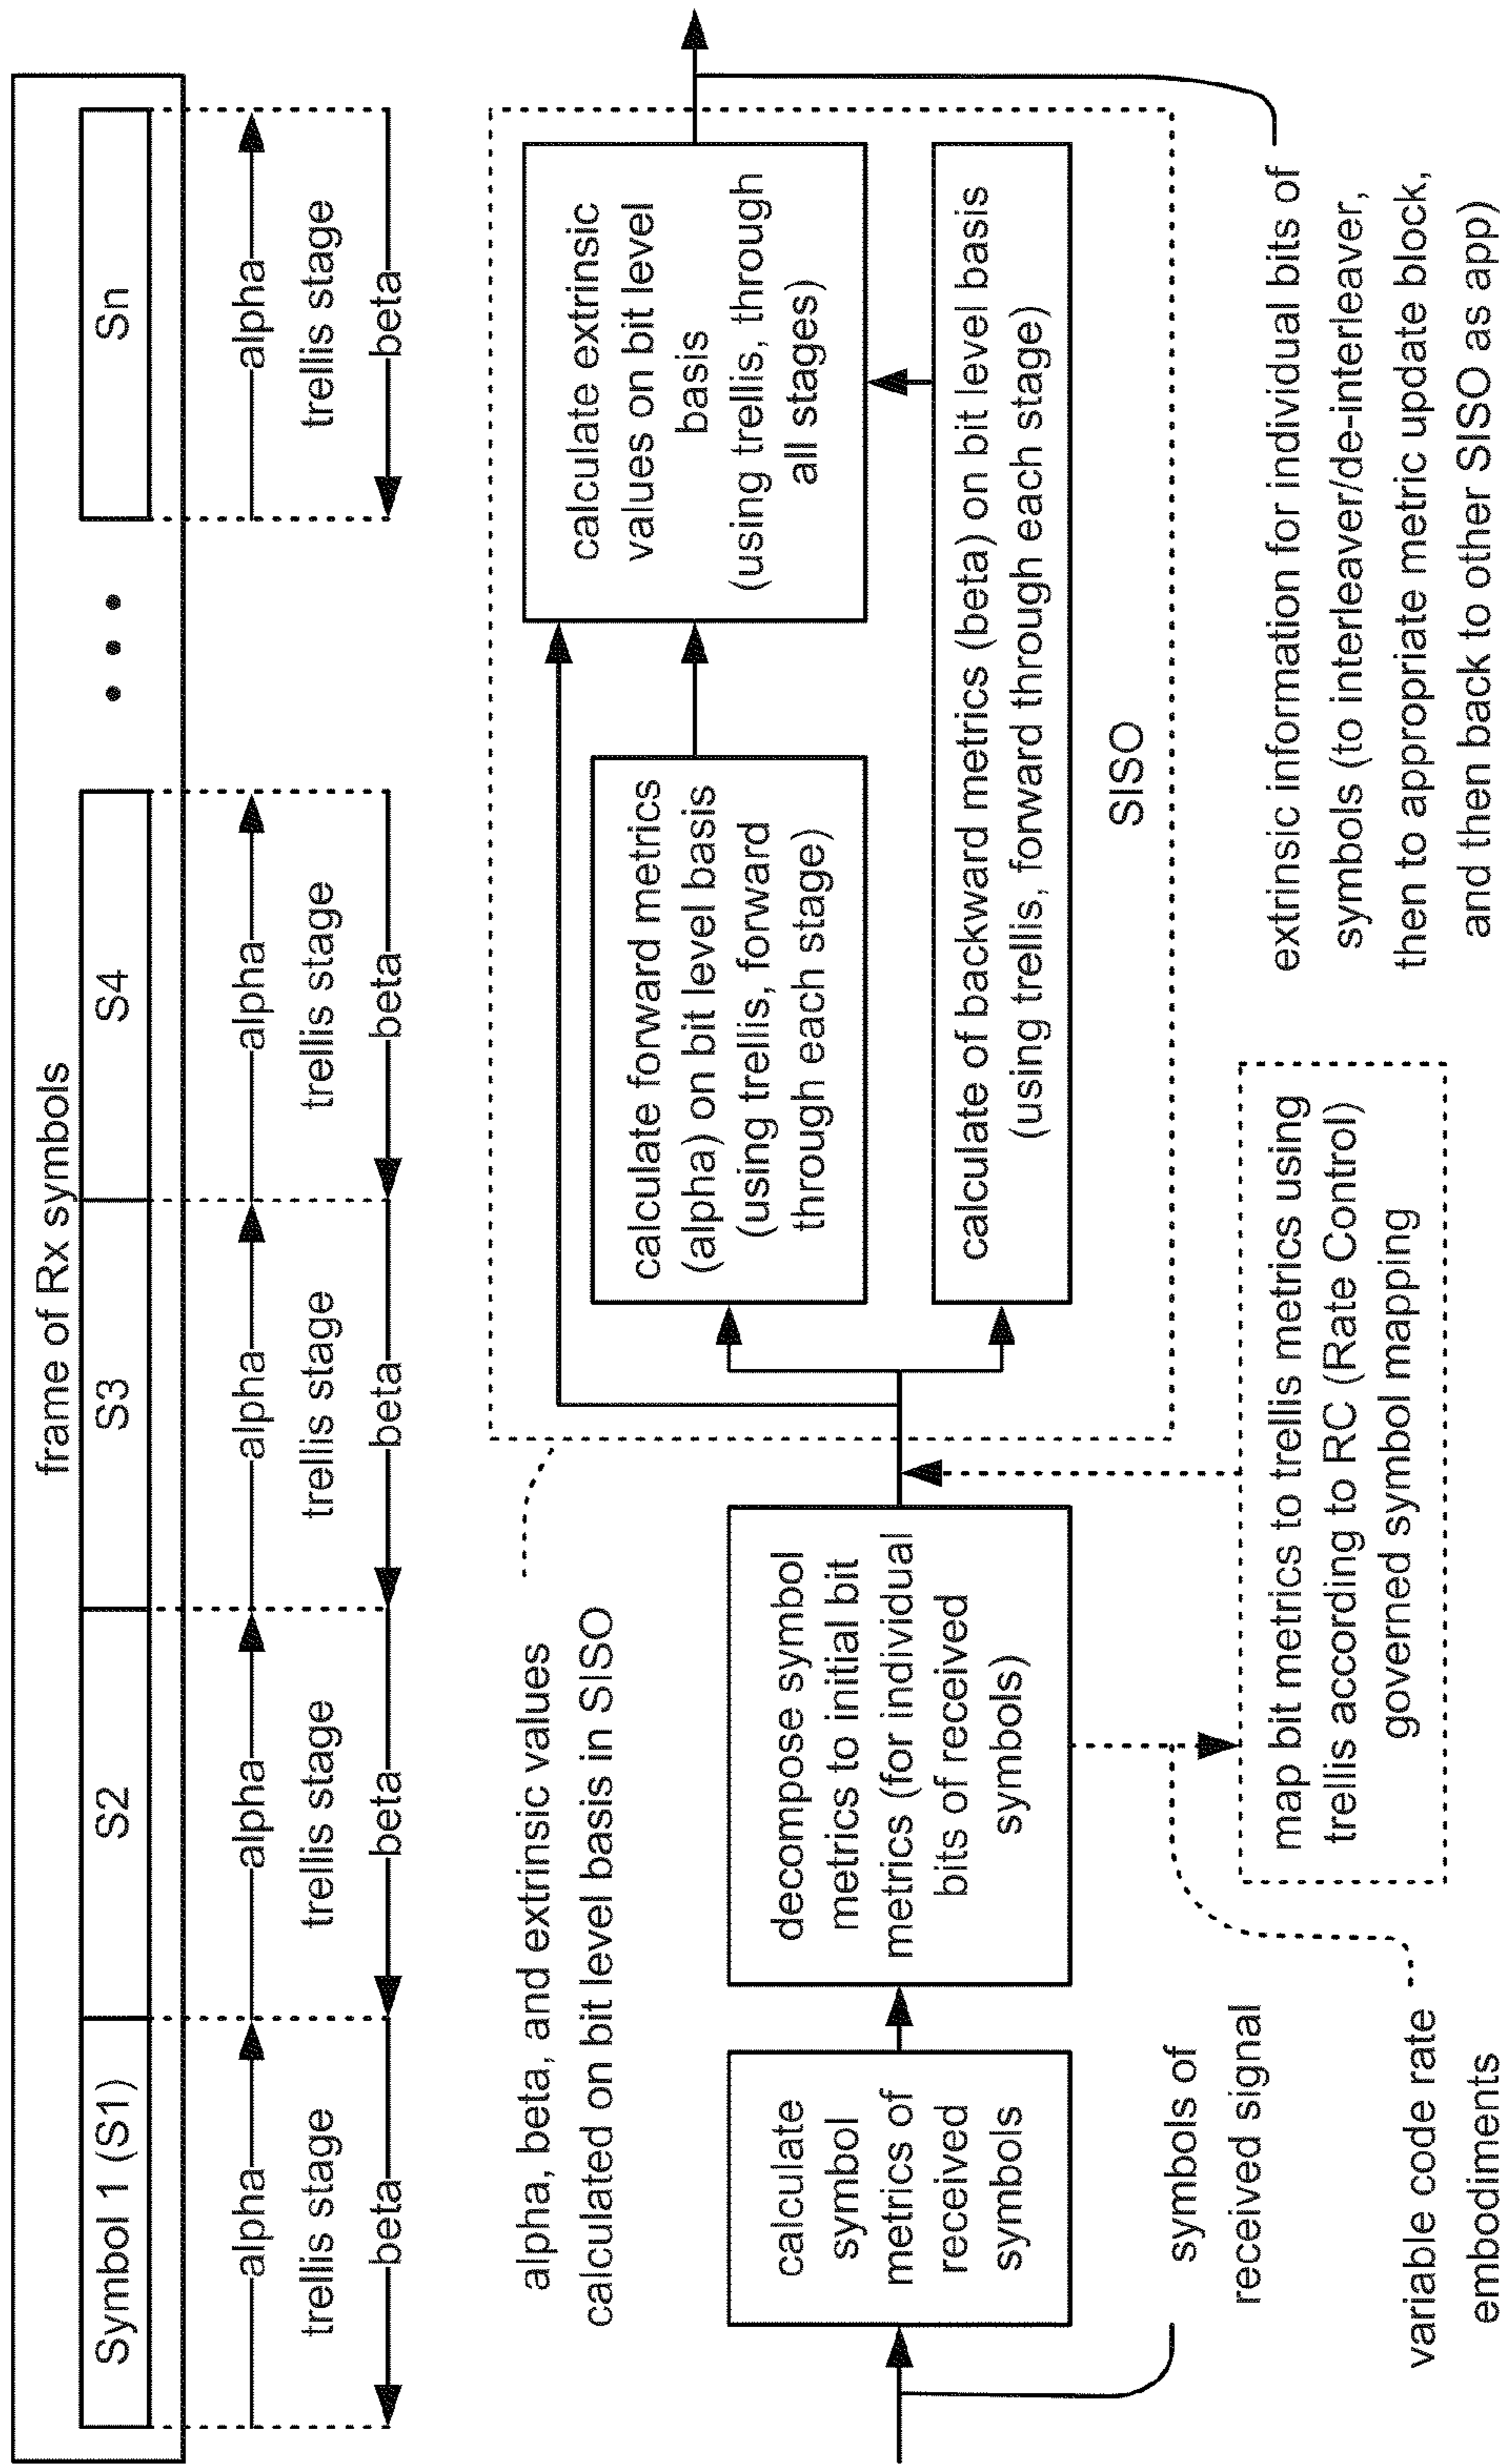 frame of Rx symbols
Symbol 1 (S1)
S2
S3
S4
Sn
alpha
trellis stage
beta
alpha
trellis stage
beta
alpha
trellis stage
beta
alpha
trellis stage
beta
alpha
trellis stage
beta
alpha, beta, and extrinsic values
calculated on bit level basis in SISO
calculate
symbol
metrics of
received
symbols
decompose symbol
metrics to initial bit
metrics (for individual
bits of received
symbols)
calculate forward metrics
(alpha) on bit level basis
(using trellis, forward
through each stage)
calculate extrinsic
values on bit level
basis
(using trellis, through
all stages)
calculate of backward metrics (beta) on bit level basis
(using trellis, forward through each stage)
SISO
symbols of
received signal
variable code rate
embodiments
map bit metrics to trellis metrics using
trellis according to RC (Rate Control)
governed symbol mapping
extrinsic information for individual bits of
symbols (to interleaver/de-interleaver,
then to appropriate metric update block,
and then back to other SISO as app)